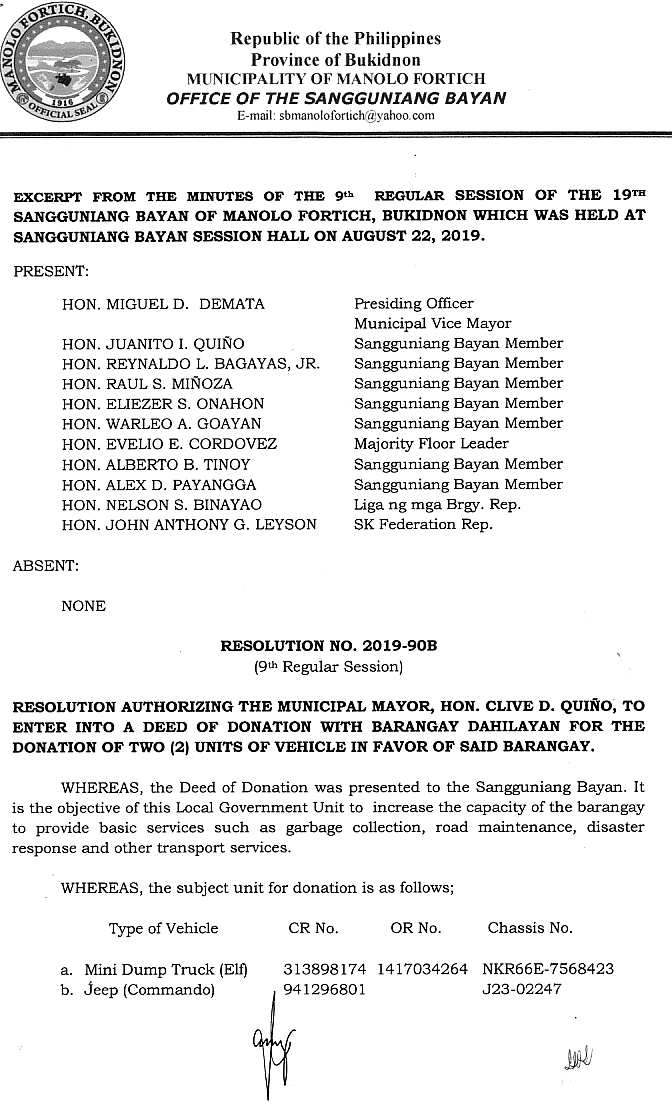 MANOLO FORTICH, BUKIDNON
1916
OFFICIAL SEAL
Republic of the Philippines
Province of Bukidnon
MUNICIPALITY OF MANOLO FORTICH
OFFICE OF THE SANGGUNIANG BAYAN
E-mail: sbmanolofortich@yahoo.com
EXCERPT FROM THE MINUTES OF THE 9th REGULAR SESSION OF THE 19TH
SANGGUNIANG BAYAN OF MANOLO FORTICH, BUKIDNON WHICH WAS HELD AT
SANGGUNIANG BAYAN SESSION HALL ON AUGUST 22, 2019.
PRESENT:
HON. MIGUEL D. DEMATA Presiding Officer
Municipal Vice Mayor
HON. JUANITO I. QUIÑO Sangguniang Bayan Member
HON. REYNALDO L. BAGAYAS, JR. Sangguniang Bayan Member
HON. RAUL S. MIÑOZA Sangguniang Bayan Member
HON. ELIEZER S. ONAHON Sangguniang Bayan Member
HON. WARLEO A. GOAYAN Sangguniang Bayan Member
HON. EVELIO E. CORDOVEZ Majority Floor Leader
HON. ALBERTO B. TINOY Sangguniang Bayan Member
HON. ALEX D. PAYANGGA Sangguniang Bayan Member
HON. NELSON S. BINAYAO Liga ng mga Brgy. Rep.
HON. JOHN ANTHONY G. LEYSON SK Federation Rep.
ABSENT:
NONE
RESOLUTION NO. 2019-90B
(9th Regular Session)
RESOLUTION AUTHORIZING THE MUNICIPAL MAYOR, HON. CLIVE D. QUIÑO, TO
ENTER INTO A DEED OF DONATION WITH BARANGAY DAHILAYAN FOR THE
DONATION OF TWO (2) UNITS OF VEHICLE IN FAVOR OF SAID BARANGAY.
WHEREAS, the Deed of Donation was presented to the Sangguniang Bayan. It
is the objective of this Local Government Unit to increase the capacity of the barangay
to provide basic services such as garbage collection, road maintenance, disaster
response and other transport services.
WHEREAS, the subject unit for donation is as follows;
Type of Vehicle CR No. OR No. Chassis No.
a. Mini Dump Truck (Elf) 313898174 1417034264 NKR66E-7568423
b. Jeep (Commando) 941296801 J23-02247